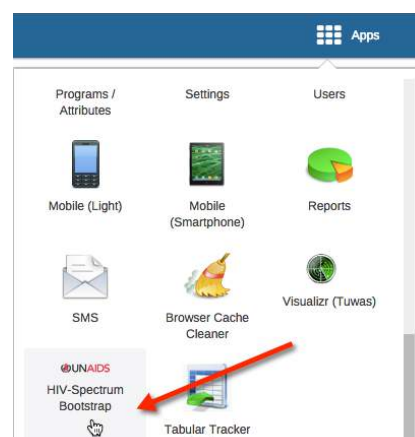 Apps
Programs /
Attributes
Settings
Users
Mobile (Light)
Mobile
(Smartphone)
Reports
SMS
Browser Cache
Cleaner
Visualizr (Tuwas)
UNAIDS
HIV-Spectrum
Bootstrap
Tabular Tracker